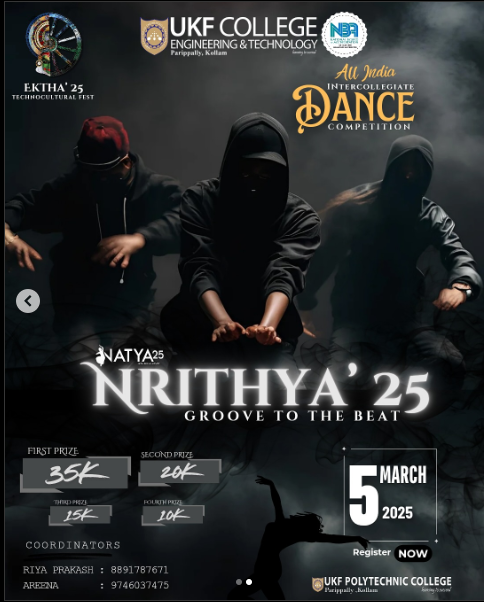 EKTHA' 25
TECHNOCULTURAL FEST
UKF COLLEGE
ENGINEERING & TECHNOLOGY
Parippally, Kollam
NBA
All India
INTERCOLLEGIATE
DANCE
COMPETITION
NATYA25
NRITHYA' 25
GROOVE TO THE BEAT
FIRST PRIZE
35K
SECOND PRIZE
20K
THIRD PRIZE
15K
FOURTH PRIZE
10K
5 MARCH
2025
Register NOW
COORDINATORS
RIYA PRAKASH : 8891787671
AREENA : 9746037475
UKF POLYTECHNIC COLLEGE
Parippally, Kollam